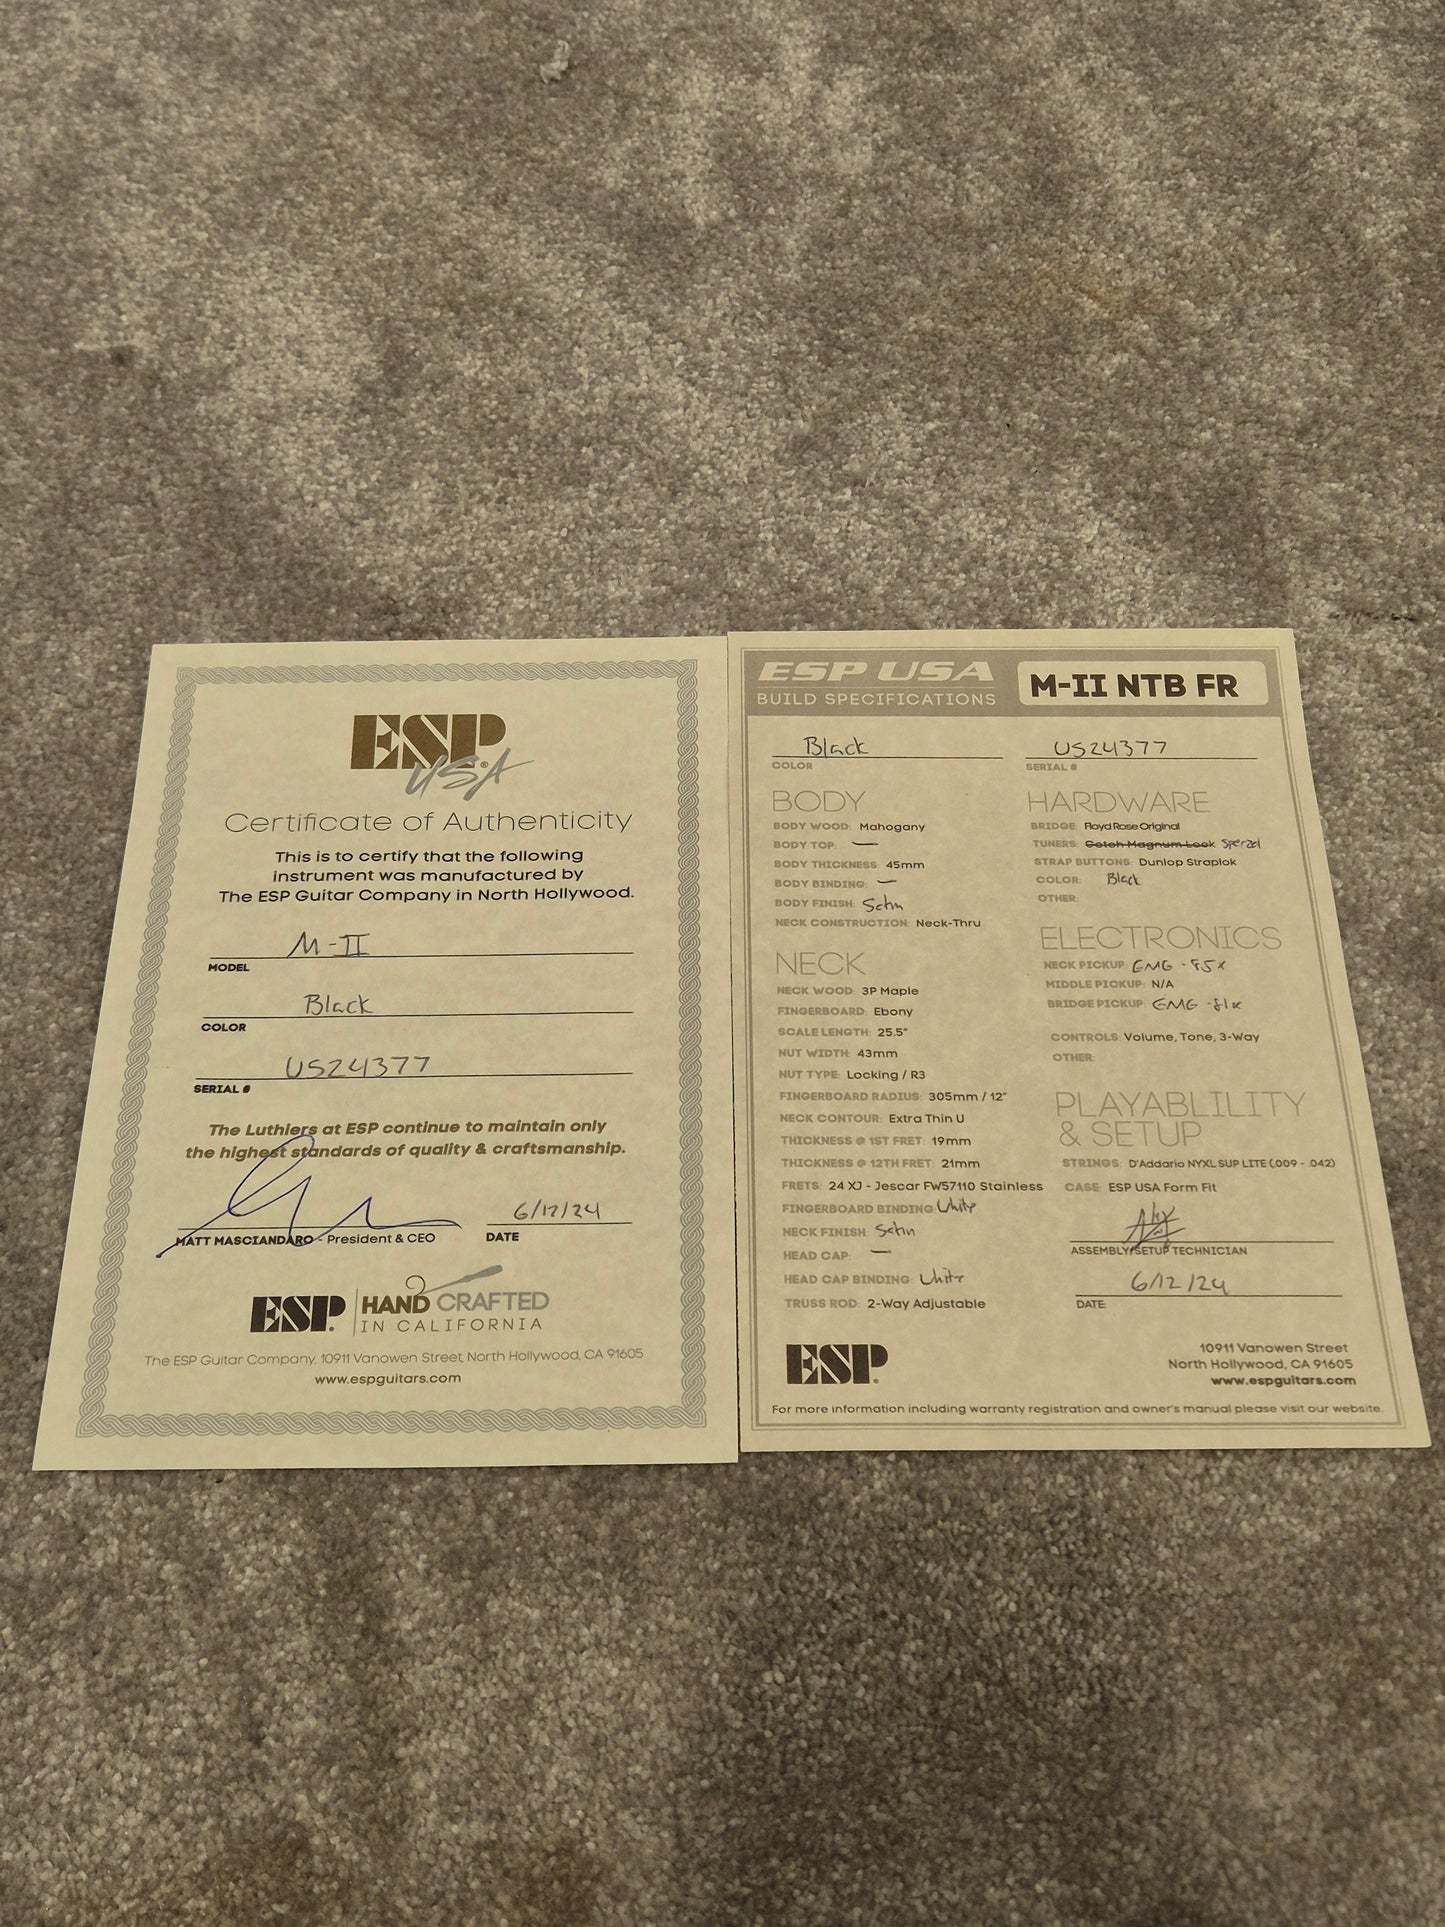 ESP
USA
Certificate of Authenticity
This is to certify that the following
instrument was manufactured by
The ESP Guitar Company in North Hollywood.
M-II
MODEL
Black
COLOR
US24377
SERIAL #
The Luthiers at ESP continue to maintain only
the highest standards of quality & craftsmanship.
6/12/24
MATT MASCIANDARO - President & CEO DATE
ESP. HAND CRAFTED
IN CALIFORNIA
The ESP Guitar Company, 10911 Vanowen Street, North Hollywood, CA 91605
www.espguitars.com
ESP USA
BUILD SPECIFICATIONS
M-II NTB FR
Black
COLOR
US24377
SERIAL #
BODY
BODY WOOD: Mahogany
BODY TOP: —
BODY THICKNESS: 45mm
BODY BINDING: —
BODY FINISH: Satin
NECK CONSTRUCTION: Neck-Thru
NECK
NECK WOOD: 3P Maple
FINGERBOARD: Ebony
SCALE LENGTH: 25.5"
NUT WIDTH: 43mm
NUT TYPE: Locking / R3
FINGERBOARD RADIUS: 305mm / 12"
NECK CONTOUR: Extra Thin U
THICKNESS @ 1ST FRET: 19mm
THICKNESS @ 12TH FRET: 21mm
FRETS: 24 XJ - Jescar FW57110 Stainless
FINGERBOARD BINDING: White
NECK FINISH: Satin
HEAD CAP: —
HEAD CAP BINDING: White
TRUSS ROD: 2-Way Adjustable
HARDWARE
BRIDGE: Floyd Rose Original
TUNERS: Gotoh Magnum Lock Sperzel
STRAP BUTTONS: Dunlop Straplok
COLOR: Black
OTHER:
ELECTRONICS
NECK PICKUP: EMG - 85x
MIDDLE PICKUP: N/A
BRIDGE PICKUP: EMG - 81x
CONTROLS: Volume, Tone, 3-Way
OTHER:
PLAYABLILITY
& SETUP
STRINGS: D'Addario NYXL SUP LITE (.009 - .042)
CASE: ESP USA Form Fit
ASSEMBLY/SETUP TECHNICIAN
6/12/24
DATE:
ESP.
10911 Vanowen Street
North Hollywood, CA 91605
www.espguitars.com
For more information including warranty registration and owner's manual please visit our website.